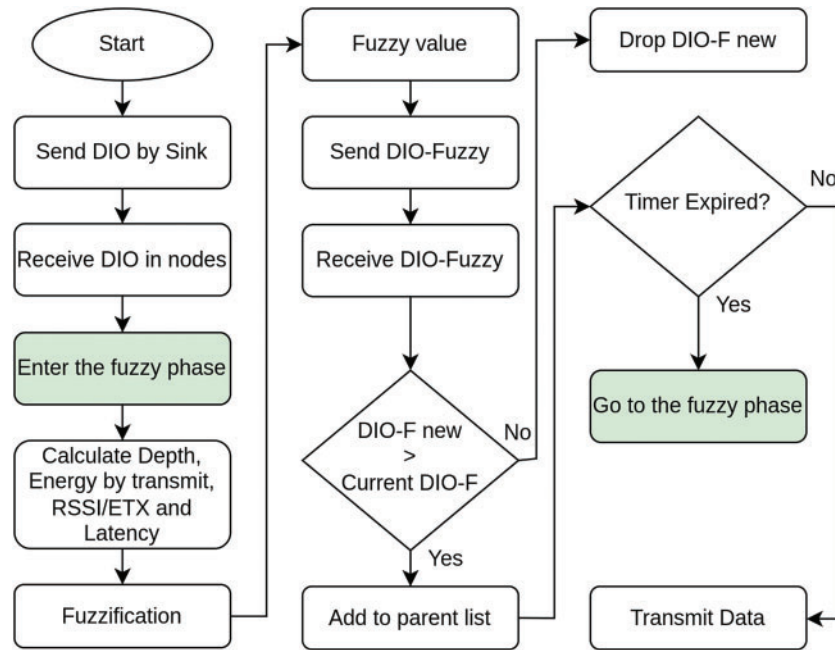 Start
Send DIO by Sink
Receive DIO in nodes
Enter the fuzzy phase
Calculate Depth,
Energy by transmit,
RSSI/ETX and
Latency
Fuzzification
Fuzzy value
Send DIO-Fuzzy
Receive DIO-Fuzzy
DIO-F new
>
Current DIO-F
No
Yes
Add to parent list
Drop DIO-F new
Timer Expired?
No
Yes
Go to the fuzzy phase
Transmit Data